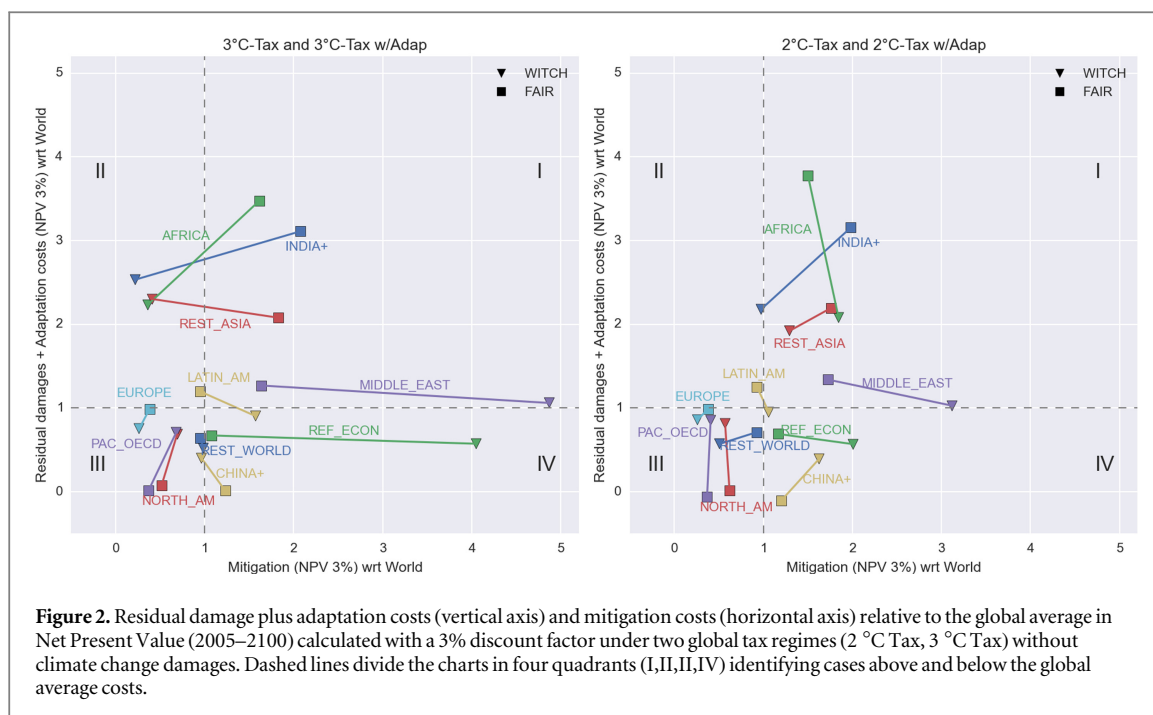 3°C-Tax and 3°C-Tax w/Adap
Residual damages + Adaptation costs (NPV 3%) wrt World
5
4
3
2
1
0
WITCH
FAIR
II
I
AFRICA
INDIA+
REST_ASIA
LATIN_AM
MIDDLE_EAST
EUROPE
PAC_OECD
REF_ECON
REST_WORLD
III
IV
CHINA+
NORTH_AM
0
1
2
3
4
5
Mitigation (NPV 3%) wrt World
2°C-Tax and 2°C-Tax w/Adap
Residual damages + Adaptation costs (NPV 3%) wrt World
5
4
3
2
1
0
WITCH
FAIR
II
I
AFRICA
INDIA+
REST_ASIA
LATIN_AM
MIDDLE_EAST
EUROPE
PAC_OECD
REF_ECON
REST_WORLD
III
IV
CHINA+
NORTH_AM
0
1
2
3
4
5
Mitigation (NPV 3%) wrt World
Figure 2. Residual damage plus adaptation costs (vertical axis) and mitigation costs (horizontal axis) relative to the global average in
Net Present Value (2005–2100) calculated with a 3% discount factor under two global tax regimes (2 °C Tax, 3 °C Tax) without
climate change damages. Dashed lines divide the charts in four quadrants (I,II,II,IV) identifying cases above and below the global
average costs.